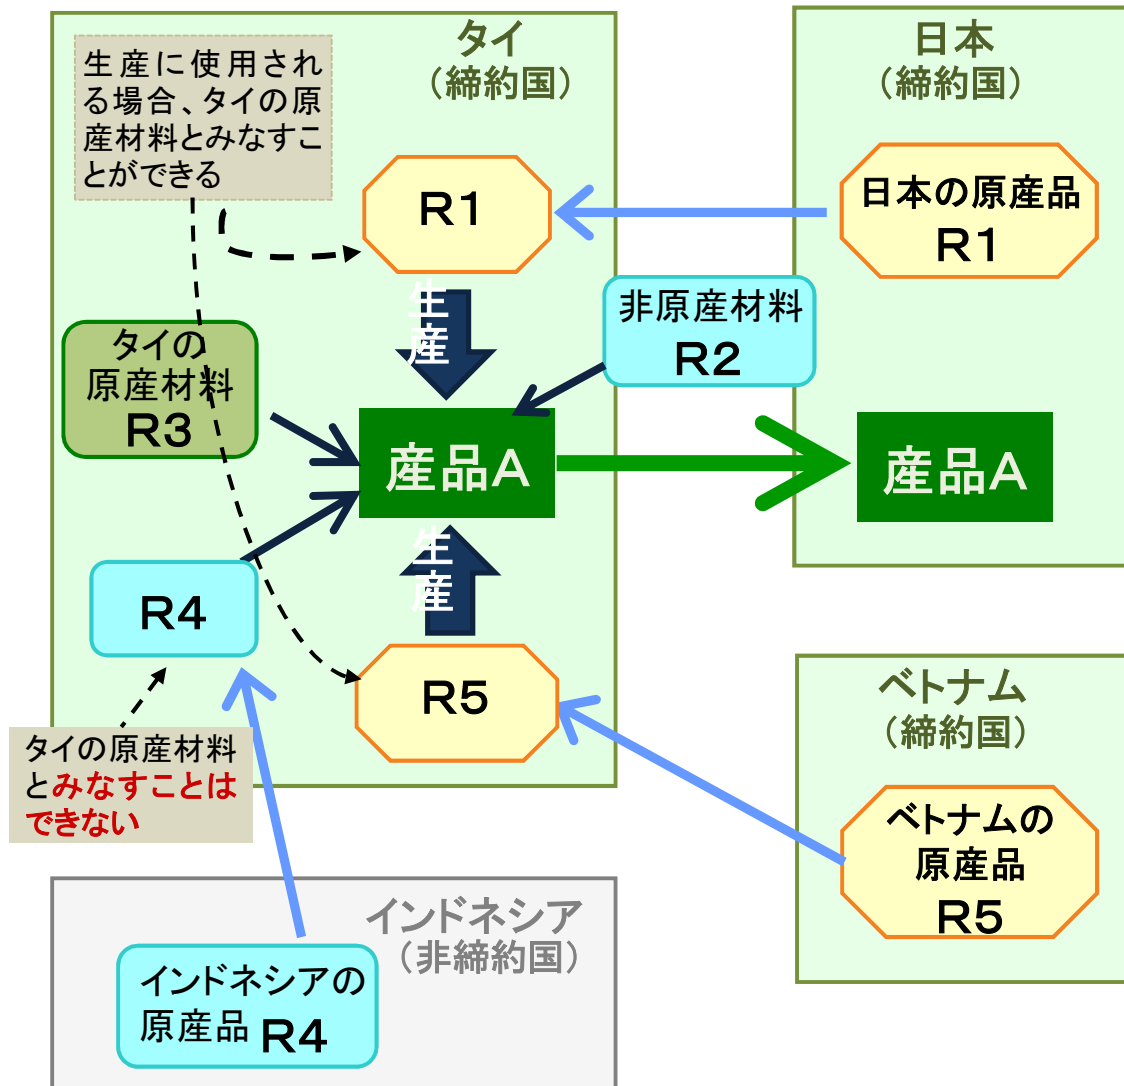 タイ
（締約国）
生産に使用され
る場合、タイの原
産材料とみなすこ
とができる
R1
生
産
タイの
原産材料
R3
非原産材料
R2
産品A
生
産
R4
R5
タイの原産材料
とみなすことは
できない
日本
（締約国）
日本の原産品
R1
産品A
ベトナム
（締約国）
ベトナムの
原産品
R5
インドネシア
（非締約国）
インドネシアの
原産品 R4